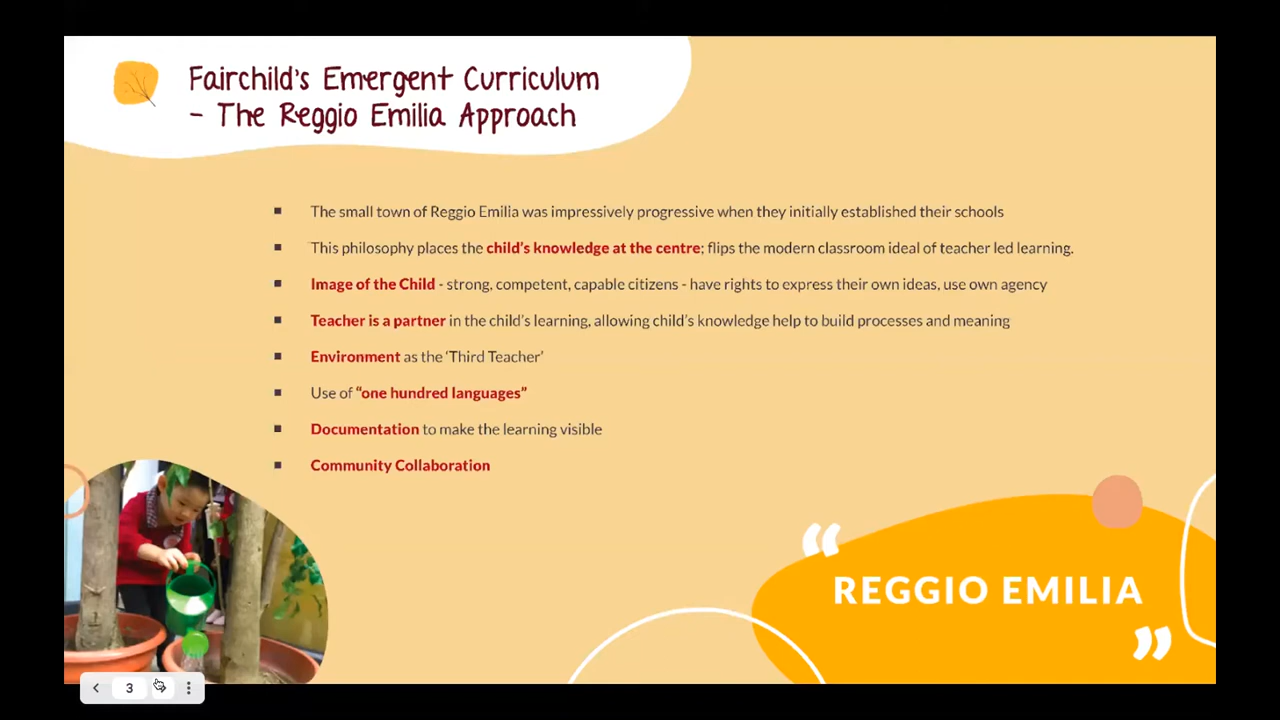 Fairchild's Emergent Curriculum
- The Reggio Emilia Approach
▪ The small town of Reggio Emilia was impressively progressive when they initially established their schools
▪ This philosophy places the child's knowledge at the centre; flips the modern classroom ideal of teacher led learning.
▪ Image of the Child - strong, competent, capable citizens - have rights to express their own ideas, use own agency
▪ Teacher is a partner in the child's learning, allowing child's knowledge help to build processes and meaning
▪ Environment as the 'Third Teacher'
▪ Use of "one hundred languages"
▪ Documentation to make the learning visible
▪ Community Collaboration
“
REGGIO EMILIA
”
3